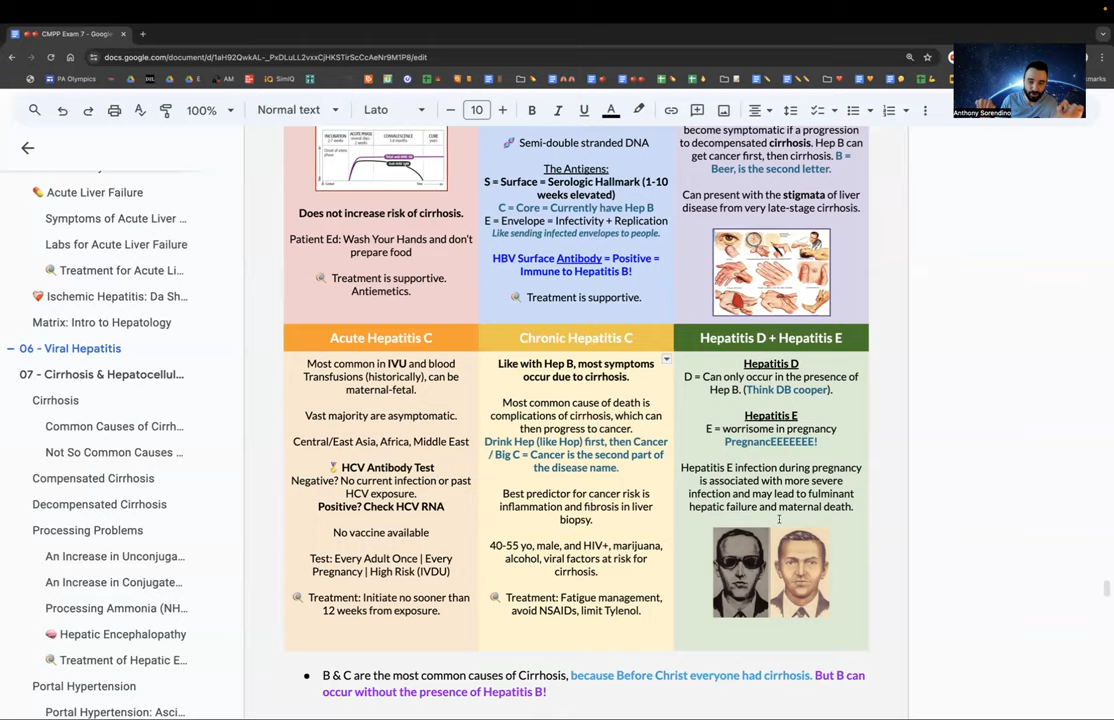 CMPP Exam 7 - Google Docs
docs.google.com/document/d/1aH92QwkAL-_PxDLuLL2vxxCjHKSTirScCcAeNr9M1P8/edit
PA Olympics
DEL
E
AM
SimIQ
100%
Normal text
Lato
10
Anthony Sorendino
Acute Liver Failure
Symptoms of Acute Liver ...
Labs for Acute Liver Failure
Treatment for Acute Li...
Ischemic Hepatitis: Da Sh...
Matrix: Intro to Hepatology
06 - Viral Hepatitis
07 - Cirrhosis & Hepatocellul...
Cirrhosis
Common Causes of Cirrh...
Not So Common Causes ...
Compensated Cirrhosis
Decompensated Cirrhosis
Processing Problems
An Increase in Unconjuga...
An Increase in Conjugate...
Processing Ammonia (NH...
Hepatic Encephalopathy
Treatment of Hepatic E...
Portal Hypertension
Portal Hypertension: Asci...
INCUBATION
ACUTE PHASE
CONVALESCENCE
Does not increase risk of cirrhosis.
Patient Ed: Wash Your Hands and don't
prepare food
Treatment is supportive.
Antiemetics.
Semi-double stranded DNA
The Antigens:
S = Surface = Serologic Hallmark (1-10
weeks elevated)
C = Core = Currently have Hep B
E = Envelope = Infectivity + Replication
Like sending infected envelopes to people.
HBV Surface Antibody = Positive =
Immune to Hepatitis B!
Treatment is supportive.
become symptomatic if a progression
to decompensated cirrhosis. Hep B can
get cancer first, then cirrhosis. B =
Beer, is the second letter.
Can present with the stigmata of liver
disease from very late-stage cirrhosis.
Acute Hepatitis C
Most common in IVU and blood
Transfusions (historically), can be
maternal-fetal.
Vast majority are asymptomatic.
Central/East Asia, Africa, Middle East
HCV Antibody Test
Negative? No current infection or past
HCV exposure.
Positive? Check HCV RNA
No vaccine available
Test: Every Adult Once | Every
Pregnancy | High Risk (IVDU)
Treatment: Initiate no sooner than
12 weeks from exposure.
Chronic Hepatitis C
Like with Hep B, most symptoms
occur due to cirrhosis.
Most common cause of death is
complications of cirrhosis, which can
then progress to cancer.
Drink Hep (like Hop) first, then Cancer
/ Big C = Cancer is the second part of
the disease name.
Best predictor for cancer risk is
inflammation and fibrosis in liver
biopsy.
40-55 yo, male, and HIV+, marijuana,
alcohol, viral factors at risk for
cirrhosis.
Treatment: Fatigue management,
avoid NSAIDs, limit Tylenol.
Hepatitis D + Hepatitis E
Hepatitis D
D = Can only occur in the presence of
Hep B. (Think DB cooper).
Hepatitis E
E = worrisome in pregnancy
PregnancEEEEEEE!
Hepatitis E infection during pregnancy
is associated with more severe
infection and may lead to fulminant
hepatic failure and maternal death.
B & C are the most common causes of Cirrhosis, because Before Christ everyone had cirrhosis. But B can
occur without the presence of Hepatitis B!